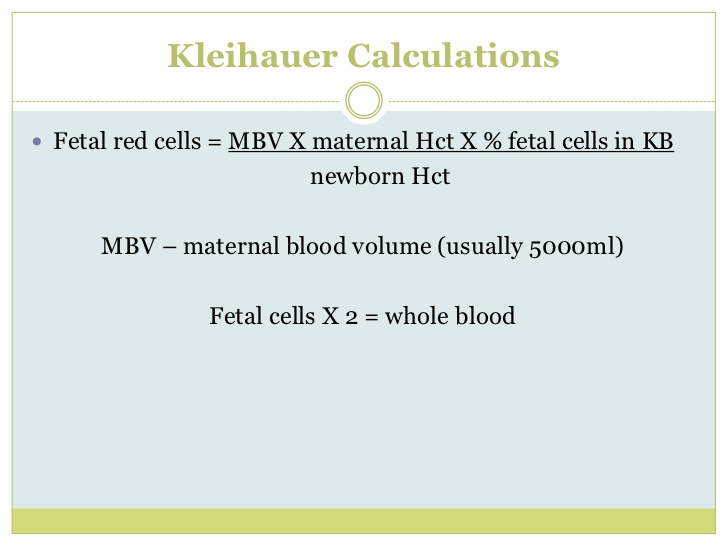 Kleihauer Calculations
• Fetal red cells = MBV X maternal Hct X % fetal cells in KB
newborn Hct
MBV – maternal blood volume (usually 5000ml)
Fetal cells X 2 = whole blood